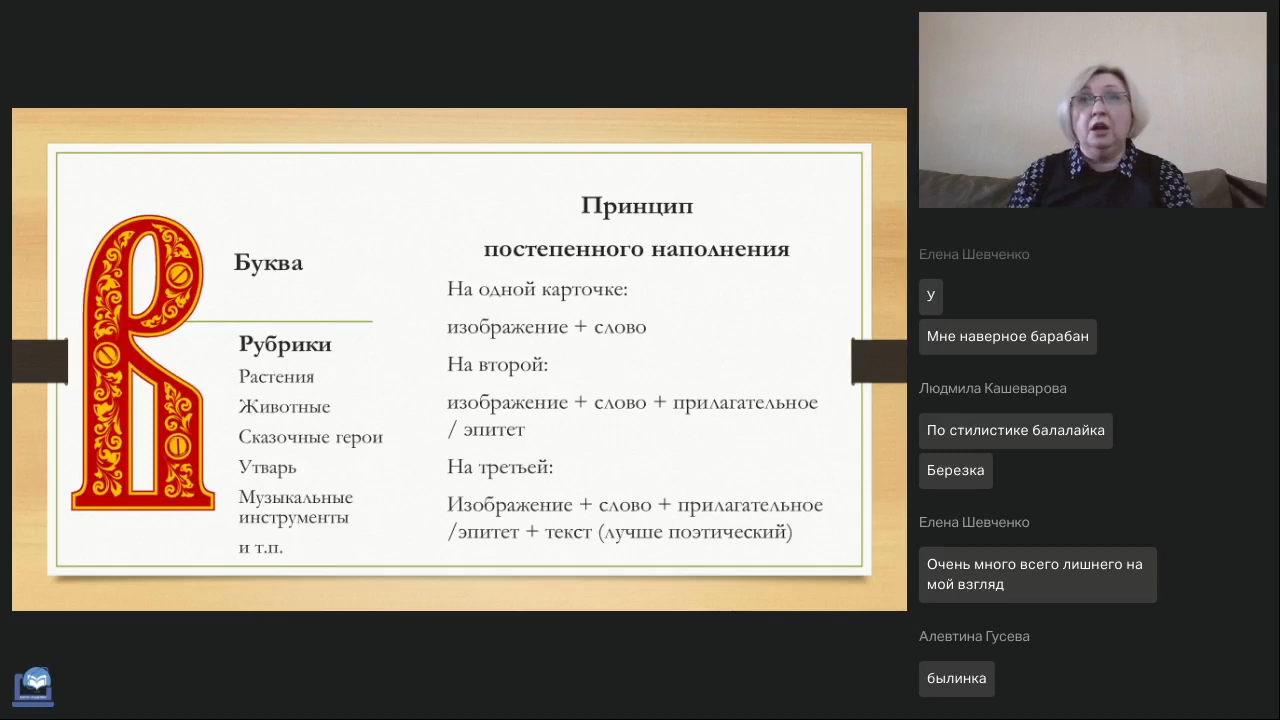 Буква
Рубрики
Растения
Животные
Сказочные герои
Утварь
Музыкальные
инструменты
и т.п.
Принцип
постепенного наполнения
На одной карточке:
изображение + слово
На второй:
изображение + слово + прилагательное
/ эпитет
На третьей:
Изображение + слово + прилагательное
/эпитет + текст (лучше поэтический)
Елена Шевченко
У
Мне наверное барабан
Людмила Кашеварова
По стилистике балалайка
Березка
Елена Шевченко
Очень много всего лишнего на
мой взгляд
Алевтина Гусева
былинка